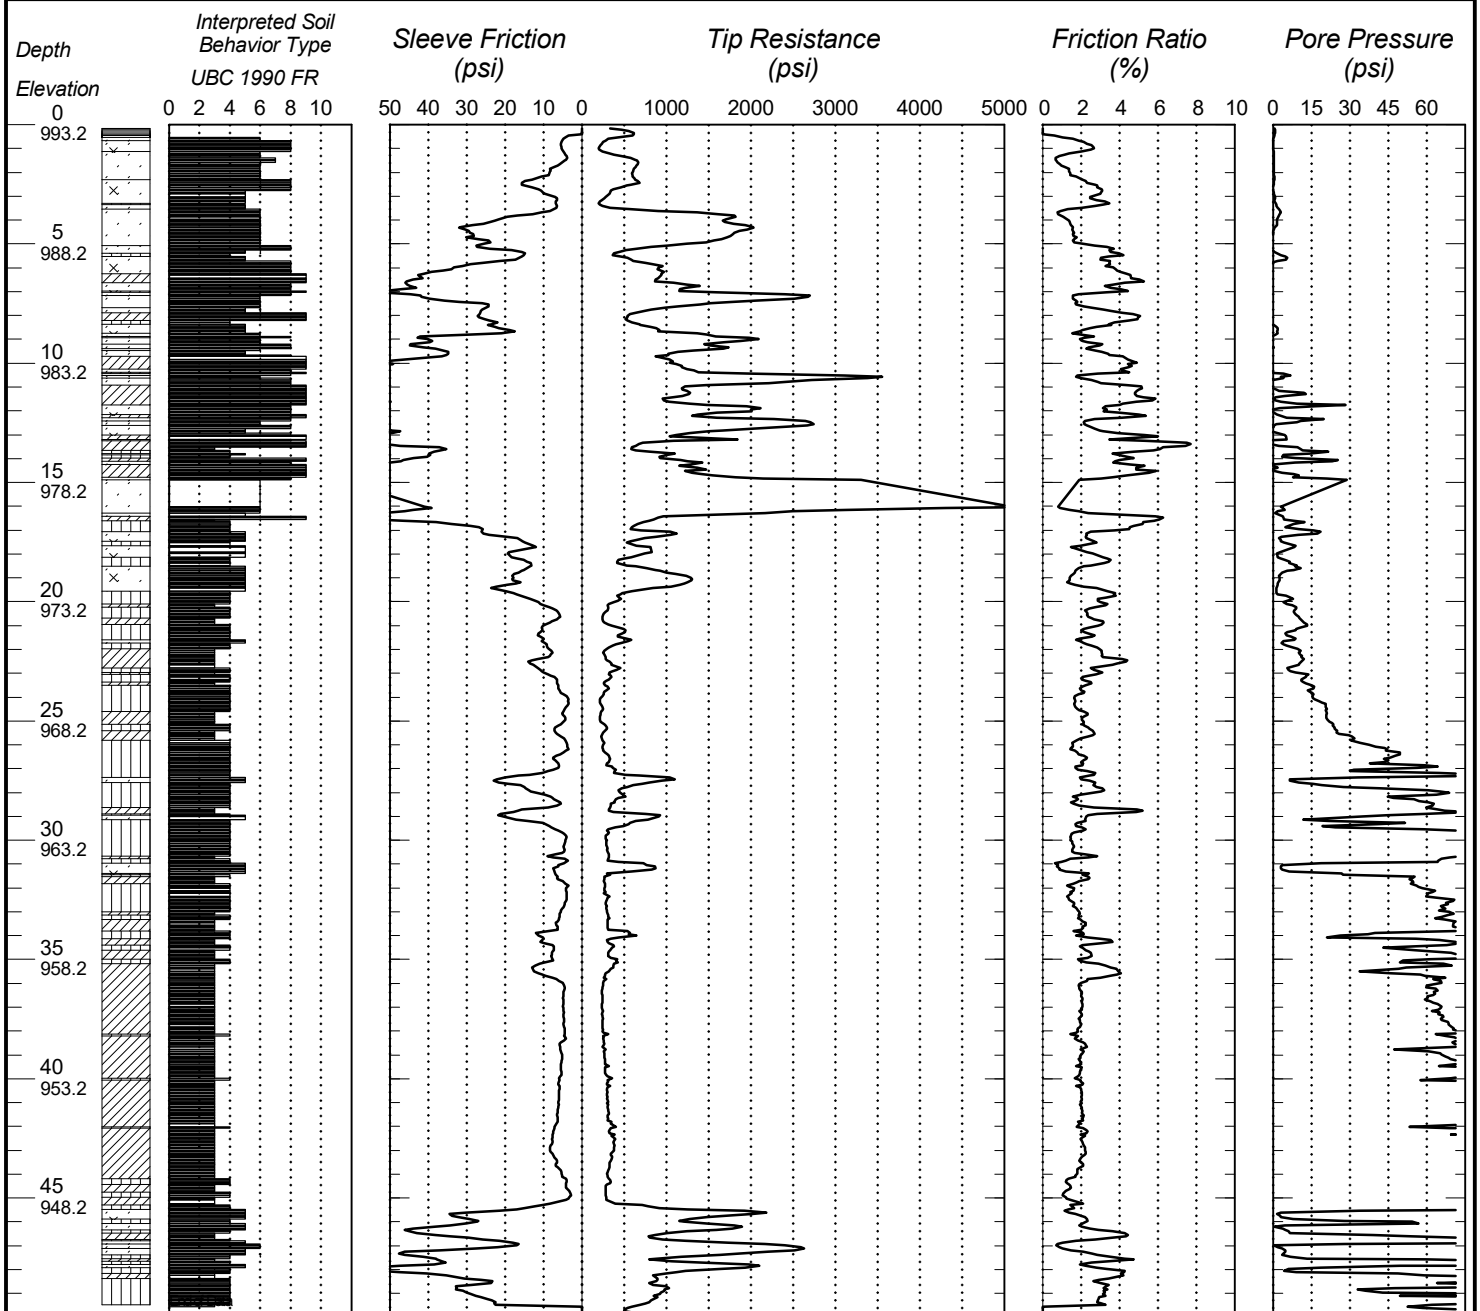 Depth
Elevation
Interpreted Soil
Behavior Type
UBC 1990 FR
Sleeve Friction
(psi)
Tip Resistance
(psi)
Friction Ratio
(%)
Pore Pressure
(psi)
0 2 4 6 8 10
50 40 30 20 10 0
0 1000 2000 3000 4000 5000
0 2 4 6 8 10
0 15 30 45 60
0
993.2
5
988.2
10
983.2
15
978.2
20
973.2
25
968.2
30
963.2
35
958.2
40
953.2
45
948.2